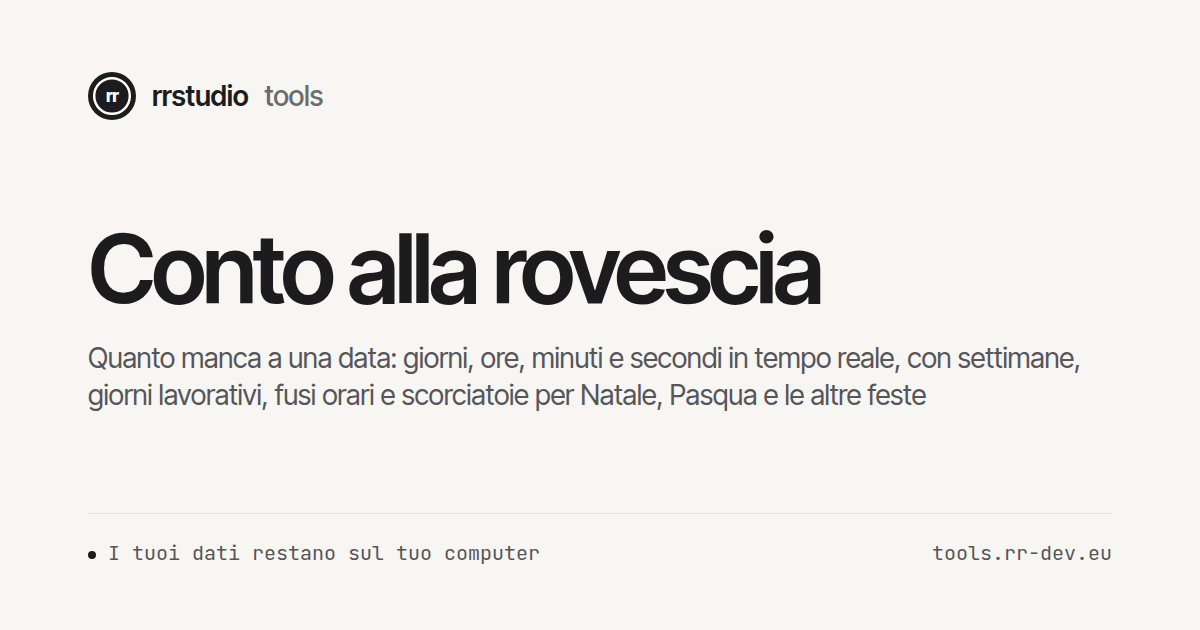 rr rrstudio tools
Conto alla rovescia
Quanto manca a una data: giorni, ore, minuti e secondi in tempo reale, con settimane,
giorni lavorativi, fusi orari e scorciatoie per Natale, Pasqua e le altre feste
I tuoi dati restano sul tuo computer
tools.rr-dev.eu